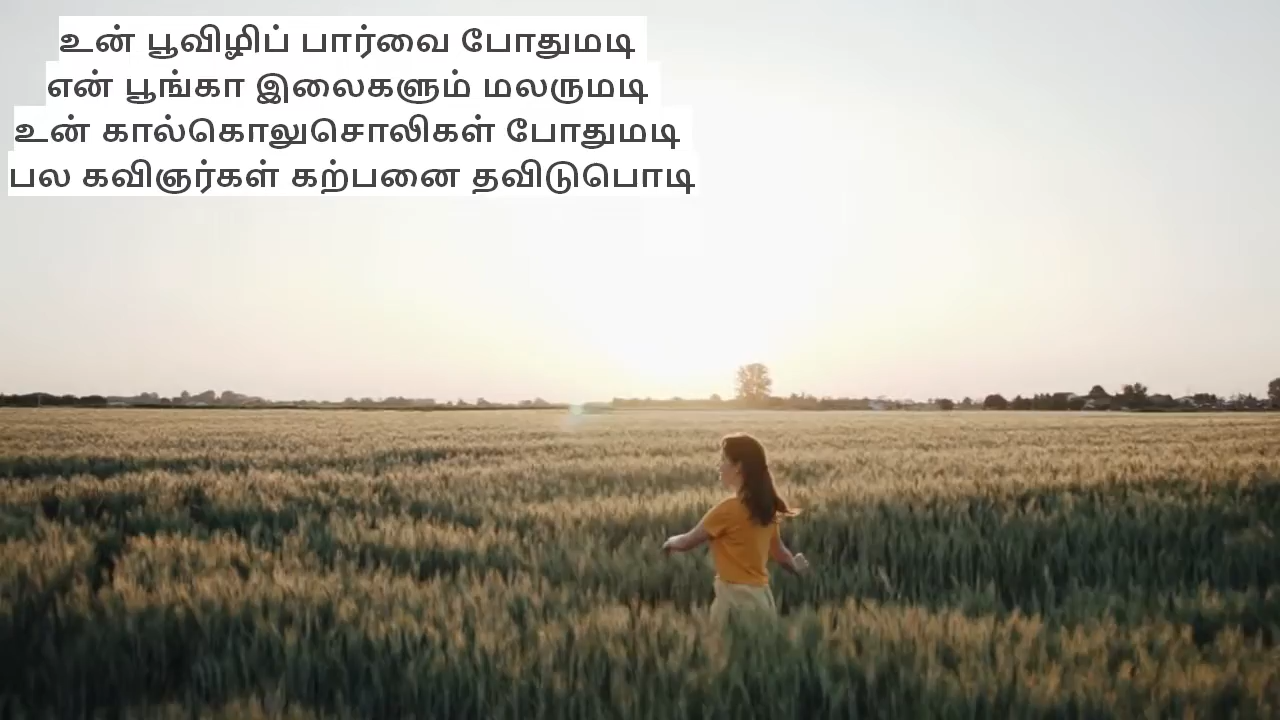 உன் பூவிழிப் பார்வை போதுமடி
என் பூங்கா இலைகளும் மலருமடி
உன் கால்கொலுசொலிகள் போதுமடி
பல கவிஞர்கள் கற்பனை தவிடுபொடி